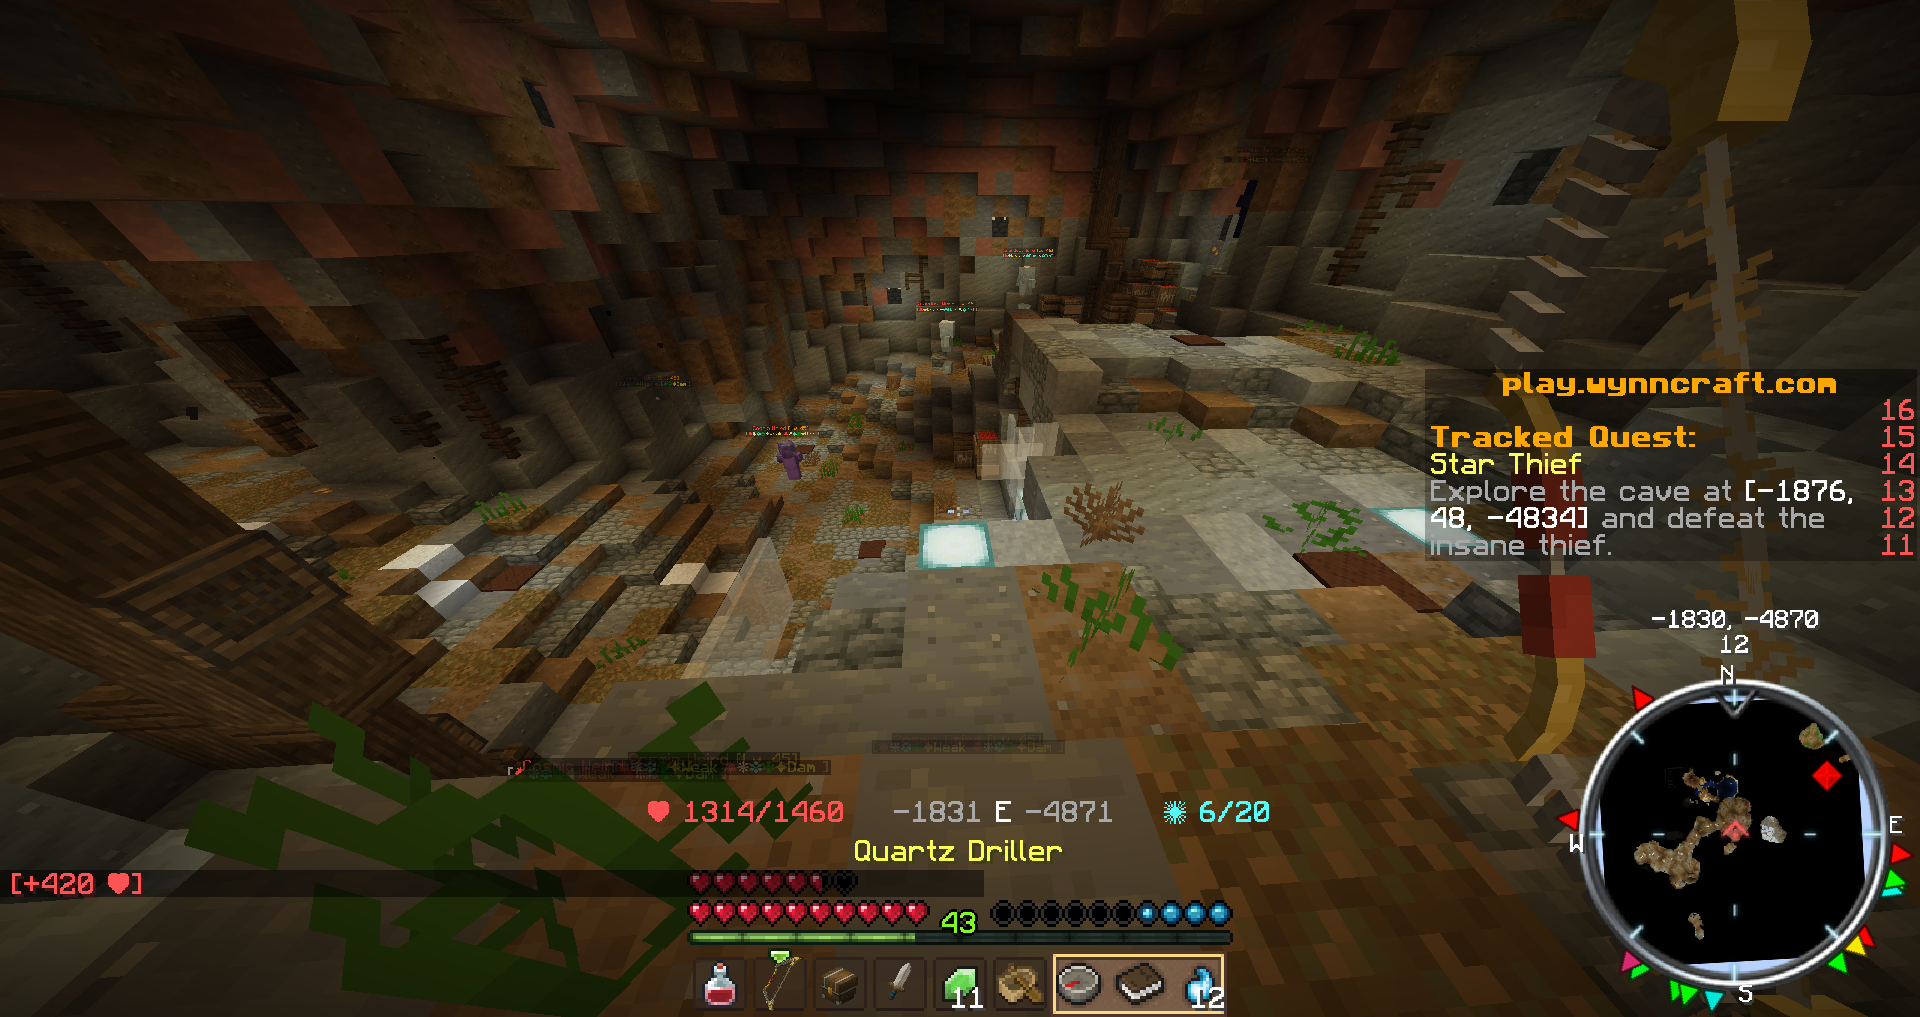 play.wynncraft.com
16
Tracked Quest: 15
Star Thief 14
Explore the cave at [-1876, 13
48, -4834] and defeat the 12
insane thief. 11
-1830, -4870
12
N
W
E
S
1314/1460 -1831 E -4871 6/20
Quartz Driller
[+420 ]
43
11
12